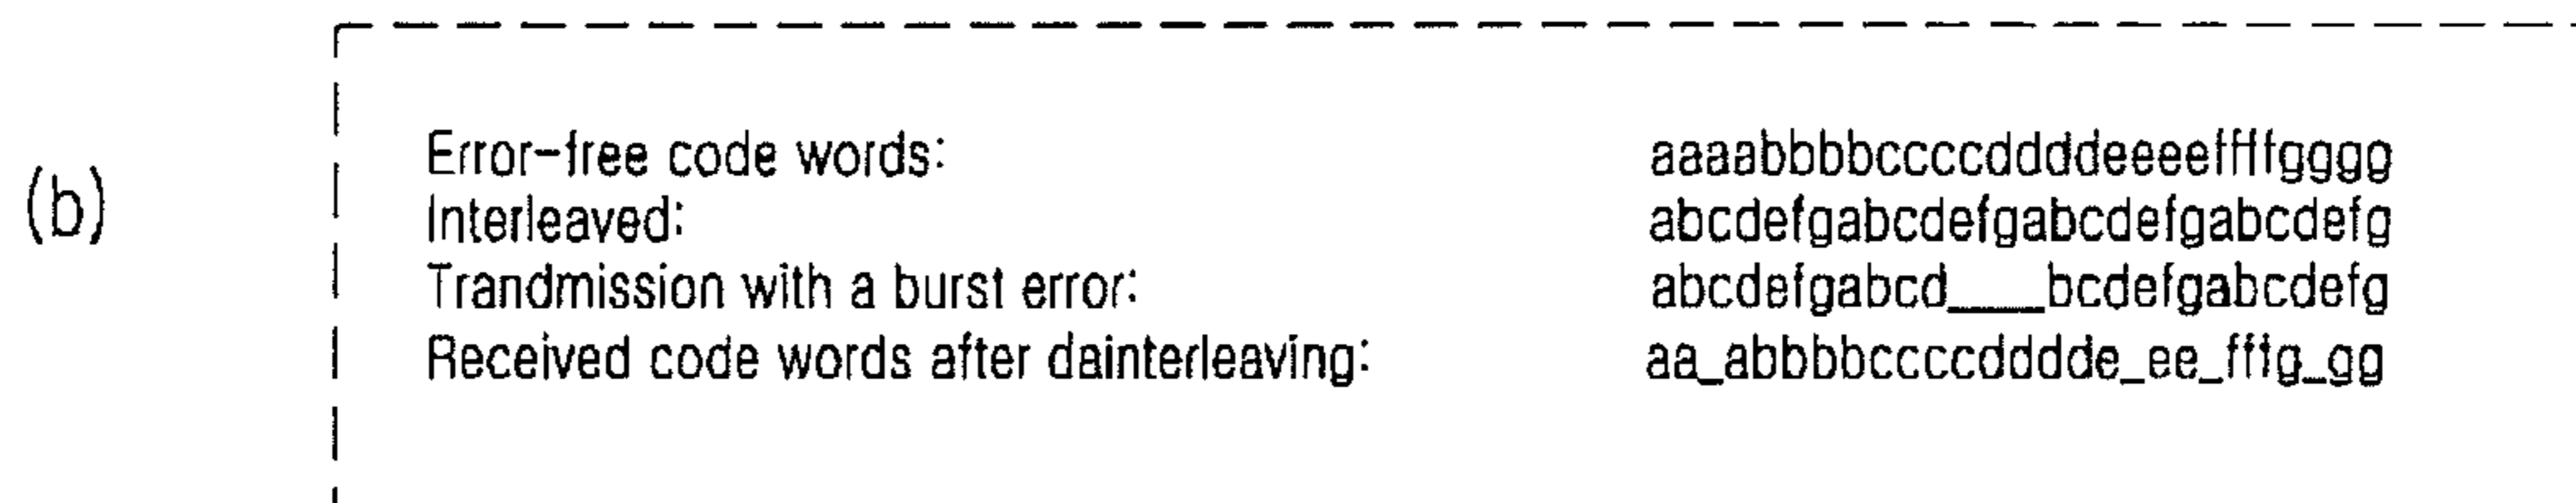 (b)
Error-free code words: aaaabbbbccccddddeeeeffffgggg
Interleaved: abcdefgabcdefgabcdefgabcdefg
Trandmission with a burst error: abcdefgabcd____bcdefgabcdefg
Received code words after dainterleaving: aa_abbbbccccdddde_ee_fffg_gg